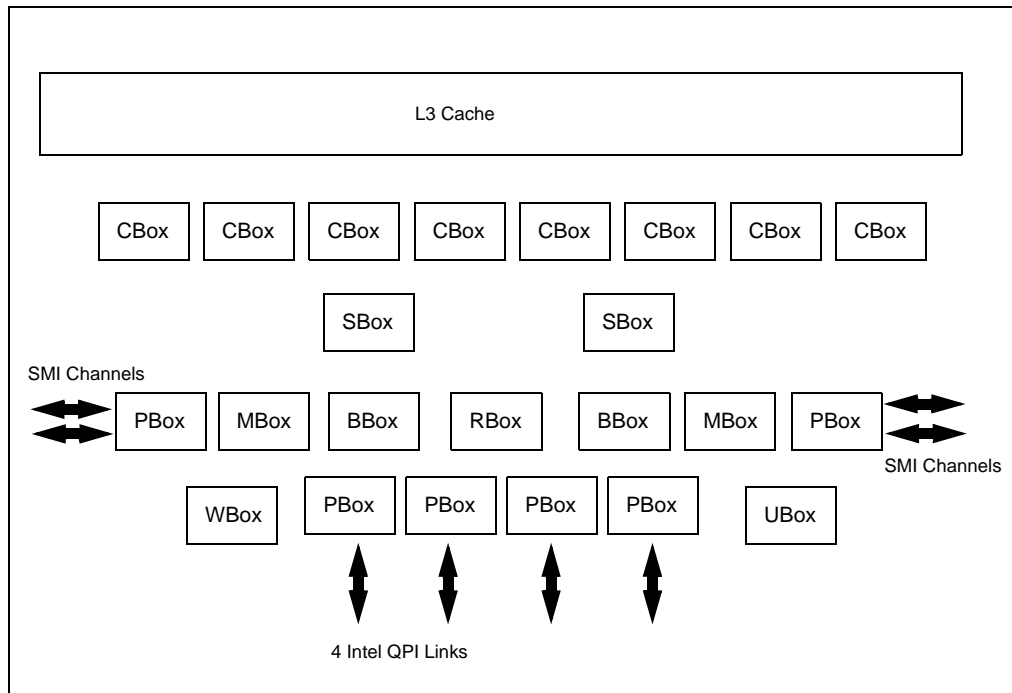 L3 Cache
CBox CBox CBox CBox CBox CBox CBox CBox
SBox SBox
SMI Channels
PBox MBox BBox RBox BBox MBox PBox
SMI Channels
WBox PBox PBox PBox PBox UBox
4 Intel QPI Links